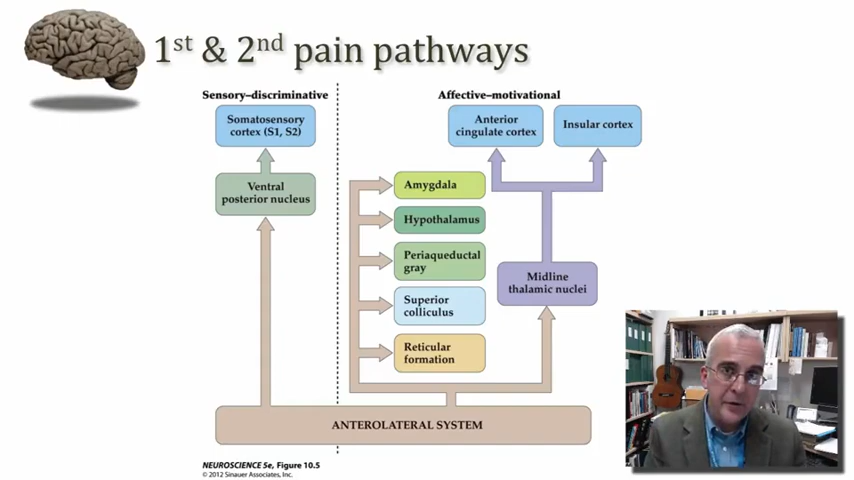 1st & 2nd pain pathways
Sensory–discriminative
Affective–motivational
Somatosensory
cortex (S1, S2)
Anterior
cingulate cortex
Insular cortex
Ventral
posterior nucleus
Amygdala
Hypothalamus
Periaqueductal
gray
Midline
thalamic nuclei
Superior
colliculus
Reticular
formation
ANTEROLATERAL SYSTEM
NEUROSCIENCE 5e, Figure 10.5
© 2012 Sinauer Associates, Inc.